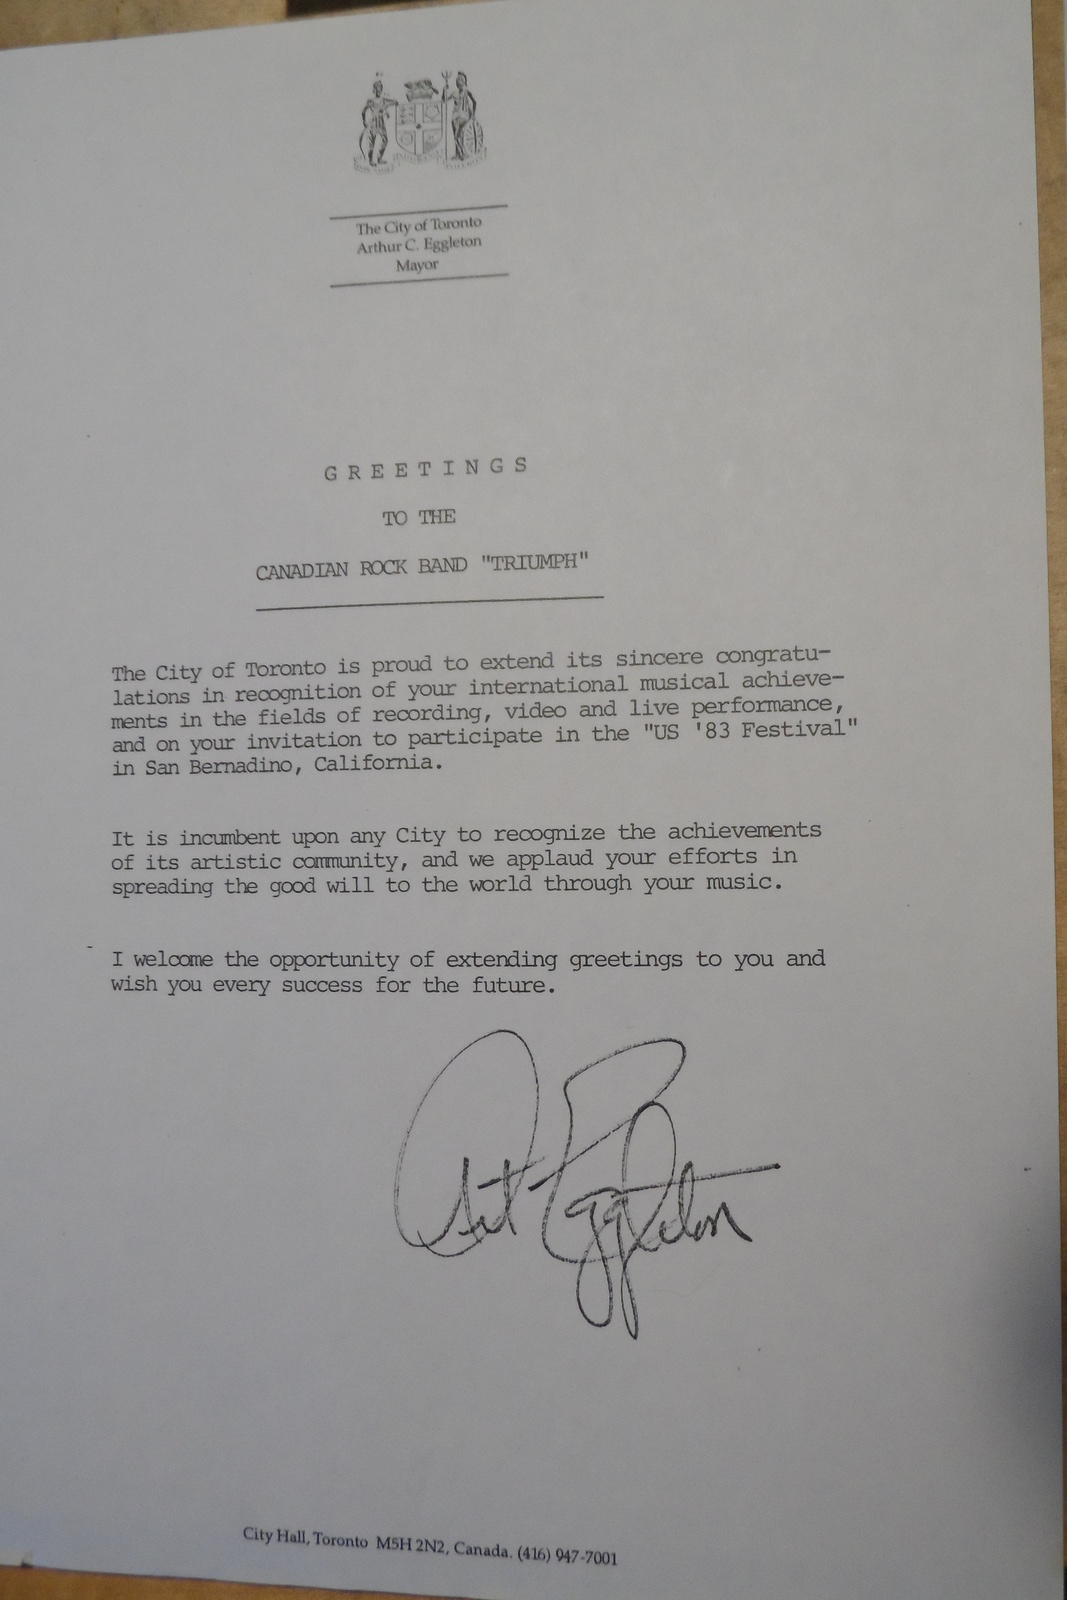 The City of Toronto
Arthur C. Eggleton
Mayor
GREETINGS
TO THE
CANADIAN ROCK BAND "TRIUMPH"
The City of Toronto is proud to extend its sincere congratu-
lations in recognition of your international musical achieve-
ments in the fields of recording, video and live performance,
and on your invitation to participate in the "US '83 Festival"
in San Bernadino, California.
It is incumbent upon any City to recognize the achievements
of its artistic community, and we applaud your efforts in
spreading the good will to the world through your music.
I welcome the opportunity of extending greetings to you and
wish you every success for the future.
Art Eggleton
City Hall, Toronto M5H 2N2, Canada. (416) 947-7001